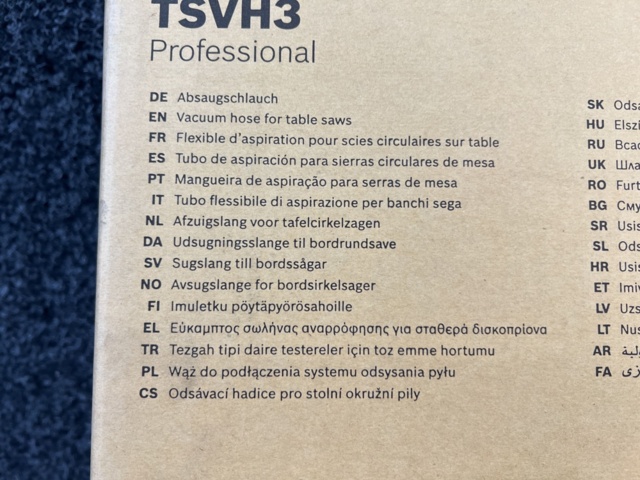 TSVH3
Professional
DE Absaugschlauch
EN Vacuum hose for table saws
FR Flexible d'aspiration pour scies circulaires sur table
ES Tubo de aspiración para sierras circulares de mesa
PT Mangueira de aspiração para serras de mesa
IT Tubo flessibile di aspirazione per banchi sega
NL Afzuigslang voor tafelcirkelzagen
DA Udsugningsslange til bordrundsave
SV Sugslang till bordssågar
NO Avsugslange for bordsirkelsager
FI Imuletku pöytäpyörösahoille
EL Εύκαμπτος σωλήνας αναρρόφησης για σταθερά δισκοπρίονα
TR Tezgah tipi daire testereler için toz emme hortumu
PL Wąż do podłączenia systemu odsysania pyłu
CS Odsávací hadice pro stolní okružní pily
SK
HU
RU
UK
RO
BG
SR
SL
HR
ET
LV
LT
AR
FA